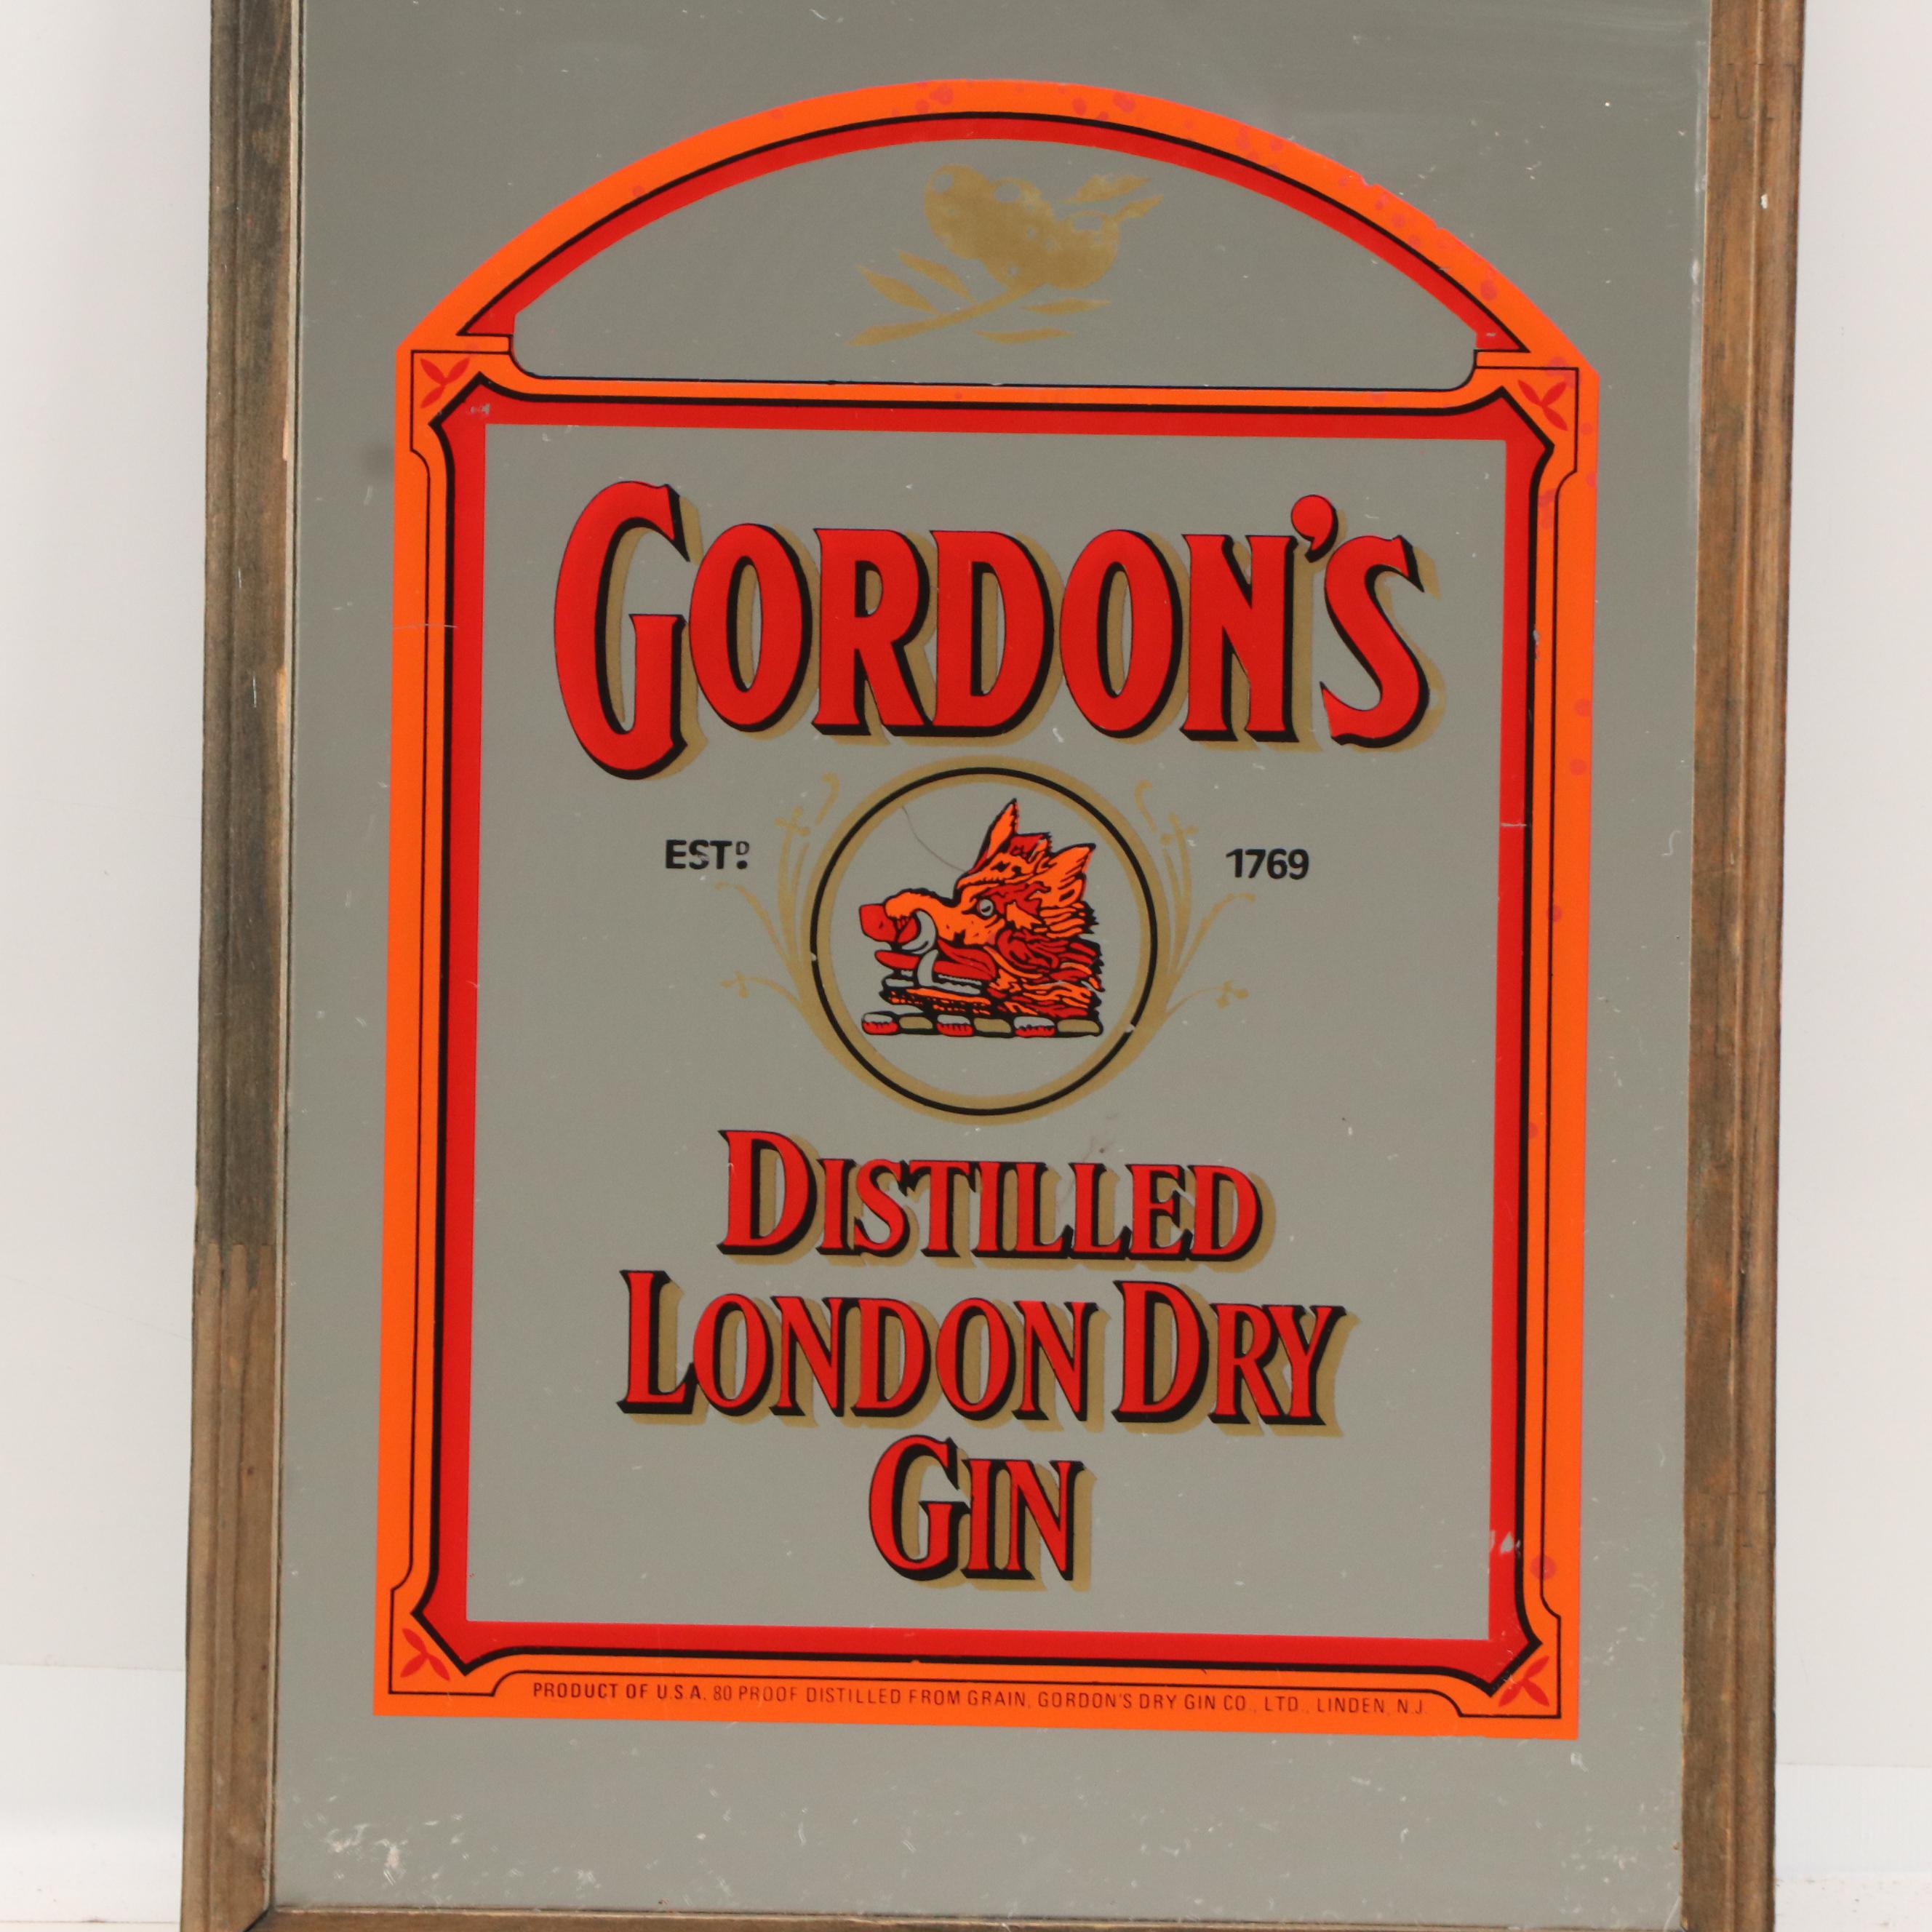 GORDON'S
ESTD. 1769
DISTILLED
LONDON DRY
GIN
PRODUCT OF U.S.A. 80 PROOF DISTILLED FROM GRAIN, GORDON'S DRY GIN CO., LTD., LINDEN, N.J.